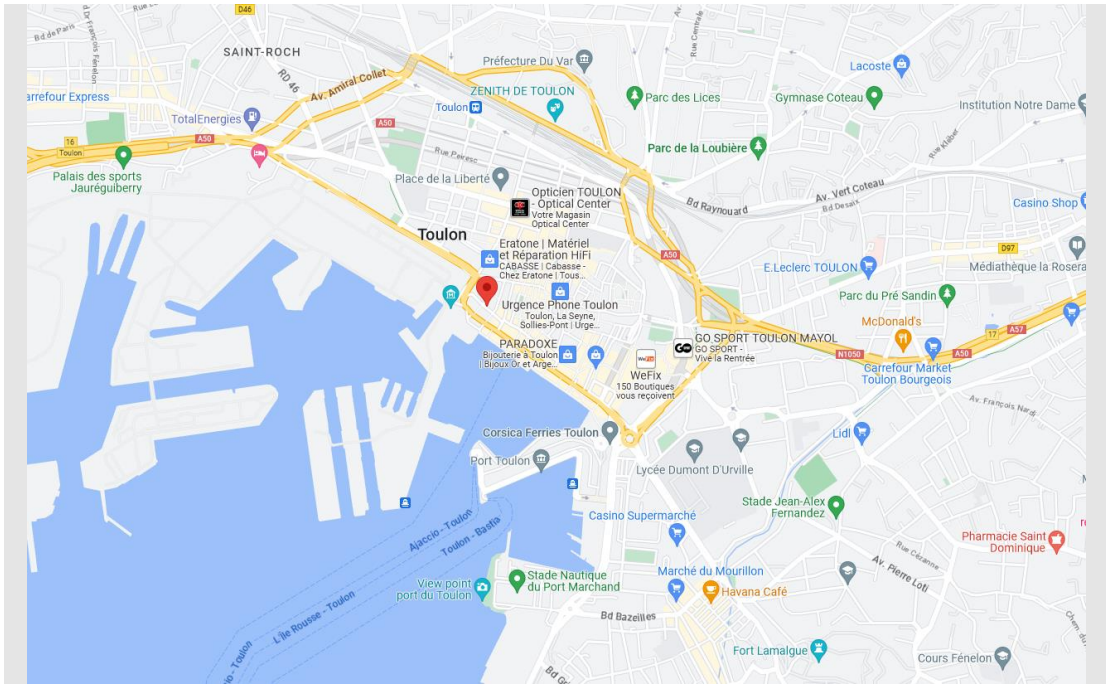 D46
Bd de Paris
SAINT-ROCH
RD 46
Av. Amiral Collet
Préfecture Du Var
Rue Centrale
Lacoste
arrefour Express
ZENITH DE TOULON
Toulon
Parc des Lices
Gymnase Coteau
Institution Notre Dame
TotalEnergies
A50
A50
16
Toulon
Rue Peiresc
Parc de la Loubière
Rue Kléber
Palais des sports
Jauréguiberry
Place de la Liberté
Opticien TOULON
- Optical Center
Votre Magasin
Optical Center
Bd Raynouard
Av. Vert Coteau
Bd Desaix
Casino Shop
Toulon
Eratone | Matériel
et Réparation HiFi
CABASSE | Cabasse -
Chez Eratone | Tous...
A50
D97
E.Leclerc TOULON
Médiathèque la Rosera
Urgence Phone Toulon
Toulon, La Seyne,
Sollies-Pont | Urge...
Parc du Pré Sandin
McDonald's
A57
17
PARADOXE
Bijouterie à Toulon
| Bijoux Or et Arge...
GO SPORT TOULON MAYOL
GO SPORT -
Vive la Rentrée
N1050
A50
WeFix
150 Boutiques
vous reçoivent
Carrefour Market
Toulon Bourgeois
Av. François Nardi
Corsica Ferries Toulon
Lidl
Port Toulon
Lycée Dumont D'Urville
Stade Jean-Alex
Fernandez
Ajaccio - Toulon
Toulon - Bastia
Casino Supermarché
Pharmacie Saint
Dominique
Rue Cézanne
Av. Pierre Loti
View point
port du Toulon
Stade Nautique
du Port Marchand
Marché du Mourillon
Havana Café
L'Île Rousse - Toulon
Bd Bazeilles
Fort Lamalgue
Cours Fénelon
- Toulon